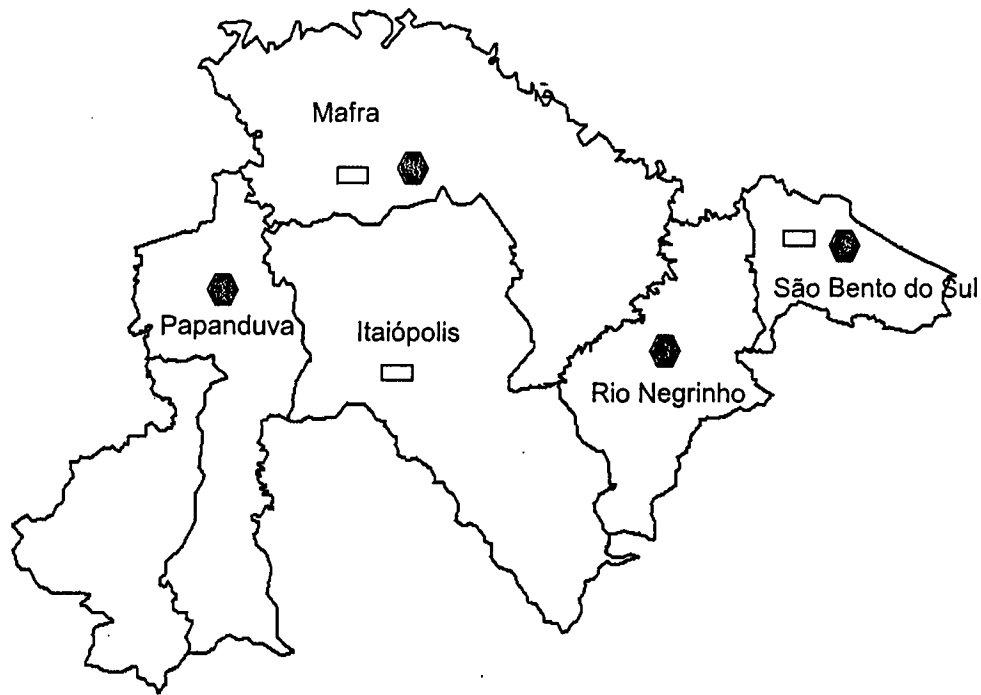 Mafra
São Bento do Sul
Papanduva
Itaiópolis
Rio Negrinho